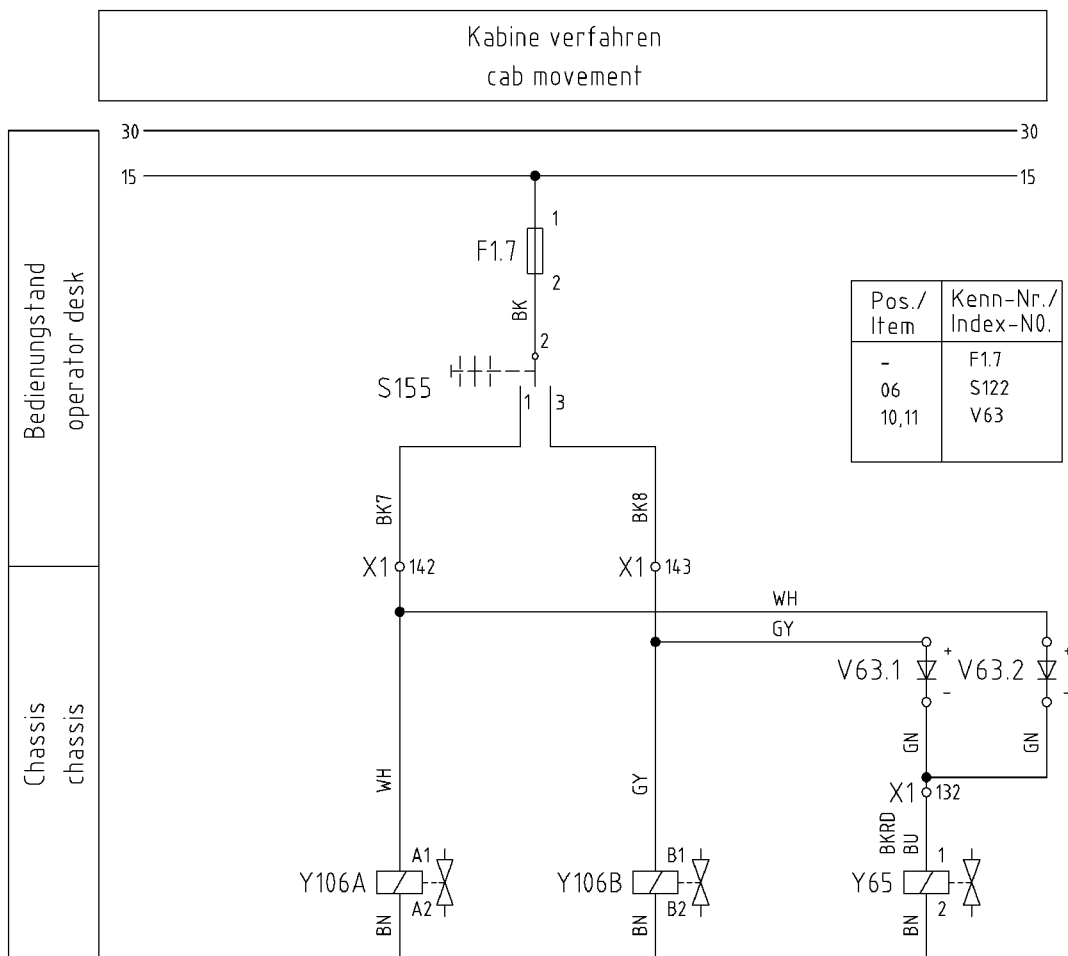 Kabine verfahren
cab movement
30
30
15
15
Bedienungstand
operator desk
1
F1.7
2
BK
2
S155
1
3
Pos./
Item
Kenn-Nr./
Index-N0.
-
F1.7
06
S122
10,11
V63
BK7
BK8
X1
142
X1
143
WH
GY
+
+
V63.1
V63.2
-
-
Chassis
chassis
GN
GN
WH
GY
X1
132
BKRD
BU
A1
B1
1
Y106A
Y106B
Y65
A2
B2
2
BN
BN
BN